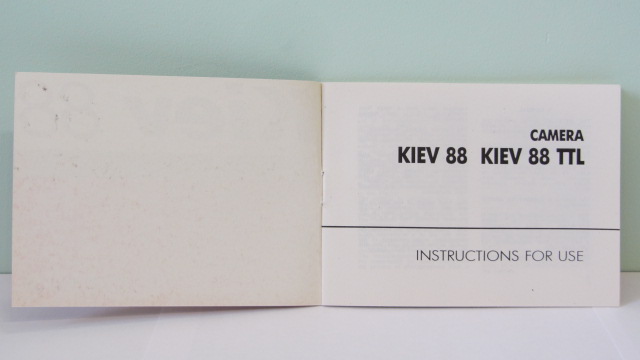 CAMERA
KIEV 88 KIEV 88 TTL
INSTRUCTIONS FOR USE